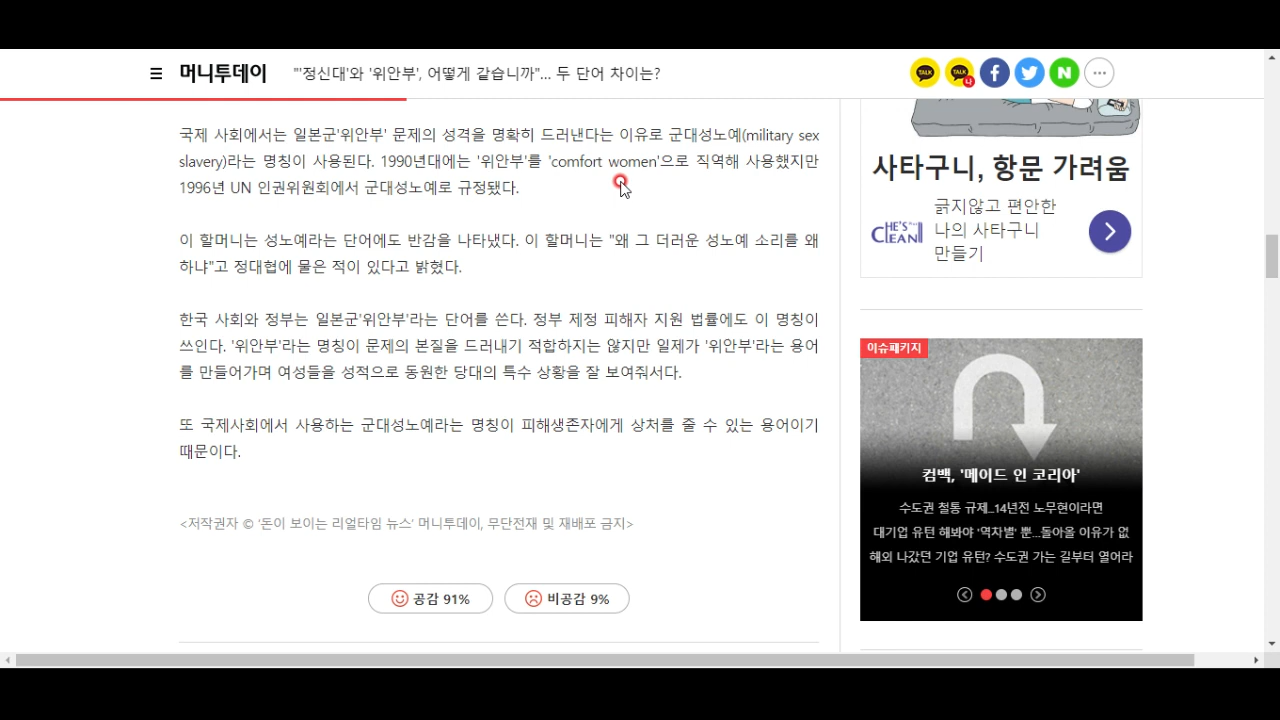 머니투데이
"'정신대'와 '위안부', 어떻게 같습니까"... 두 단어 차이는?
TALK
TALK
나
f
N
국제 사회에서는 일본군'위안부' 문제의 성격을 명확히 드러낸다는 이유로 군대성노예(military sex
slavery)라는 명칭이 사용된다. 1990년대에는 '위안부'를 'comfort women'으로 직역해 사용했지만
1996년 UN 인권위원회에서 군대성노예로 규정됐다.
이 할머니는 성노예라는 단어에도 반감을 나타냈다. 이 할머니는 "왜 그 더러운 성노예 소리를 왜
하냐"고 정대협에 물은 적이 있다고 밝혔다.
한국 사회와 정부는 일본군'위안부'라는 단어를 쓴다. 정부 제정 피해자 지원 법률에도 이 명칭이
쓰인다. '위안부'라는 명칭이 문제의 본질을 드러내기 적합하지는 않지만 일제가 '위안부'라는 용어
를 만들어가며 여성들을 성적으로 동원한 당대의 특수 상황을 잘 보여줘서다.
또 국제사회에서 사용하는 군대성노예라는 명칭이 피해생존자에게 상처를 줄 수 있는 용어이기
때문이다.
<저작권자 © '돈이 보이는 리얼타임 뉴스' 머니투데이, 무단전재 및 재배포 금지>
공감 91%
비공감 9%
사타구니, 항문 가려움
HE'S CLEAN
긁지않고 편안한
나의 사타구니
만들기
이슈패키지
컴백, '메이드 인 코리아'
수도권 철통 규제...14년전 노무현이라면
대기업 유턴 해봐야 '역차별' 뿐...돌아올 이유가 없
해외 나갔던 기업 유턴? 수도권 가는 길부터 열어라